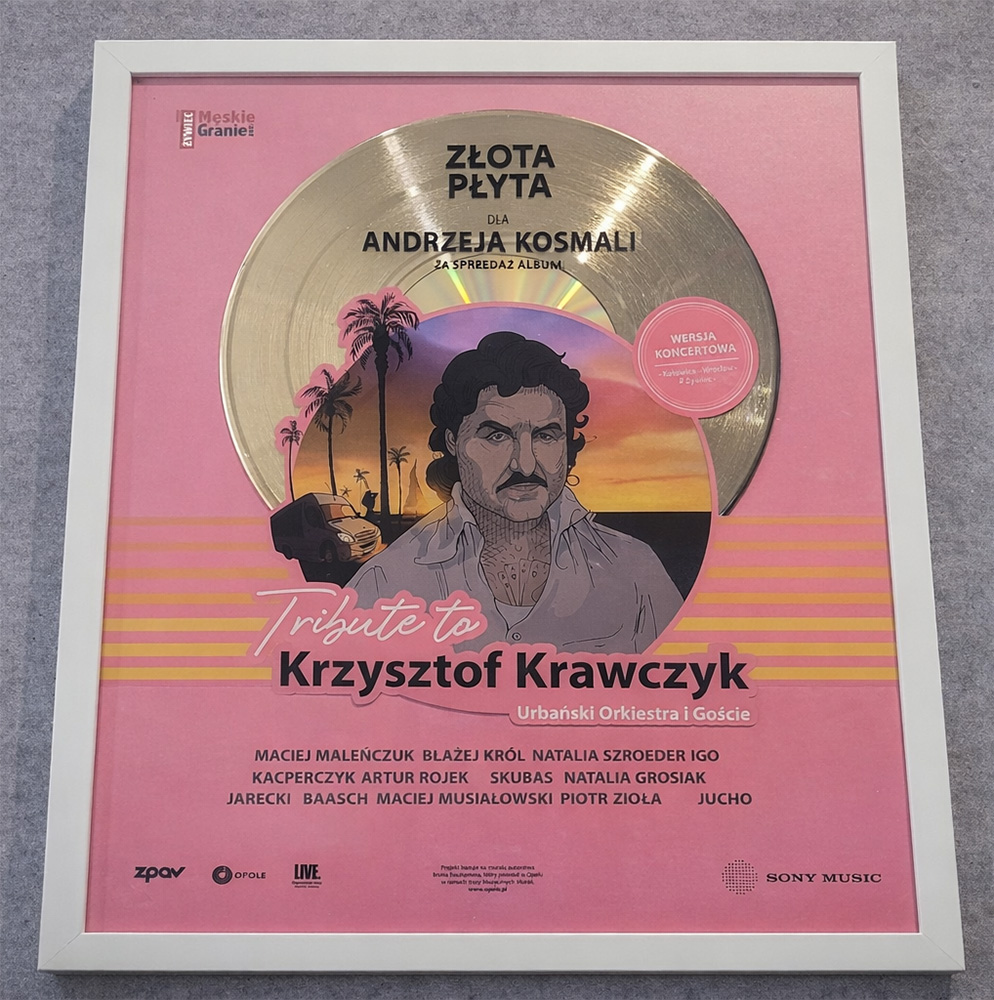 ŻYWIEC
Męskie
Granie
ZŁOTA
PŁYTA
DLA
ANDRZEJA KOSMALI
ZA SPRZEDAŻ ALBUMU
WERSJA
KONCERTOWA
Tribute to
Krzysztof Krawczyk
Urbański Orkiestra i Goście
MACIEJ MALEŃCZUK BŁAŻEJ KRÓL NATALIA SZROEDER IGO
KACPERCZYK ARTUR ROJEK SKUBAS NATALIA GROSIAK
JARECKI BAASCH MACIEJ MUSIAŁOWSKI PIOTR ZIOŁA JUCHO
zpav
OPOLE
LIVE.
SONY MUSIC